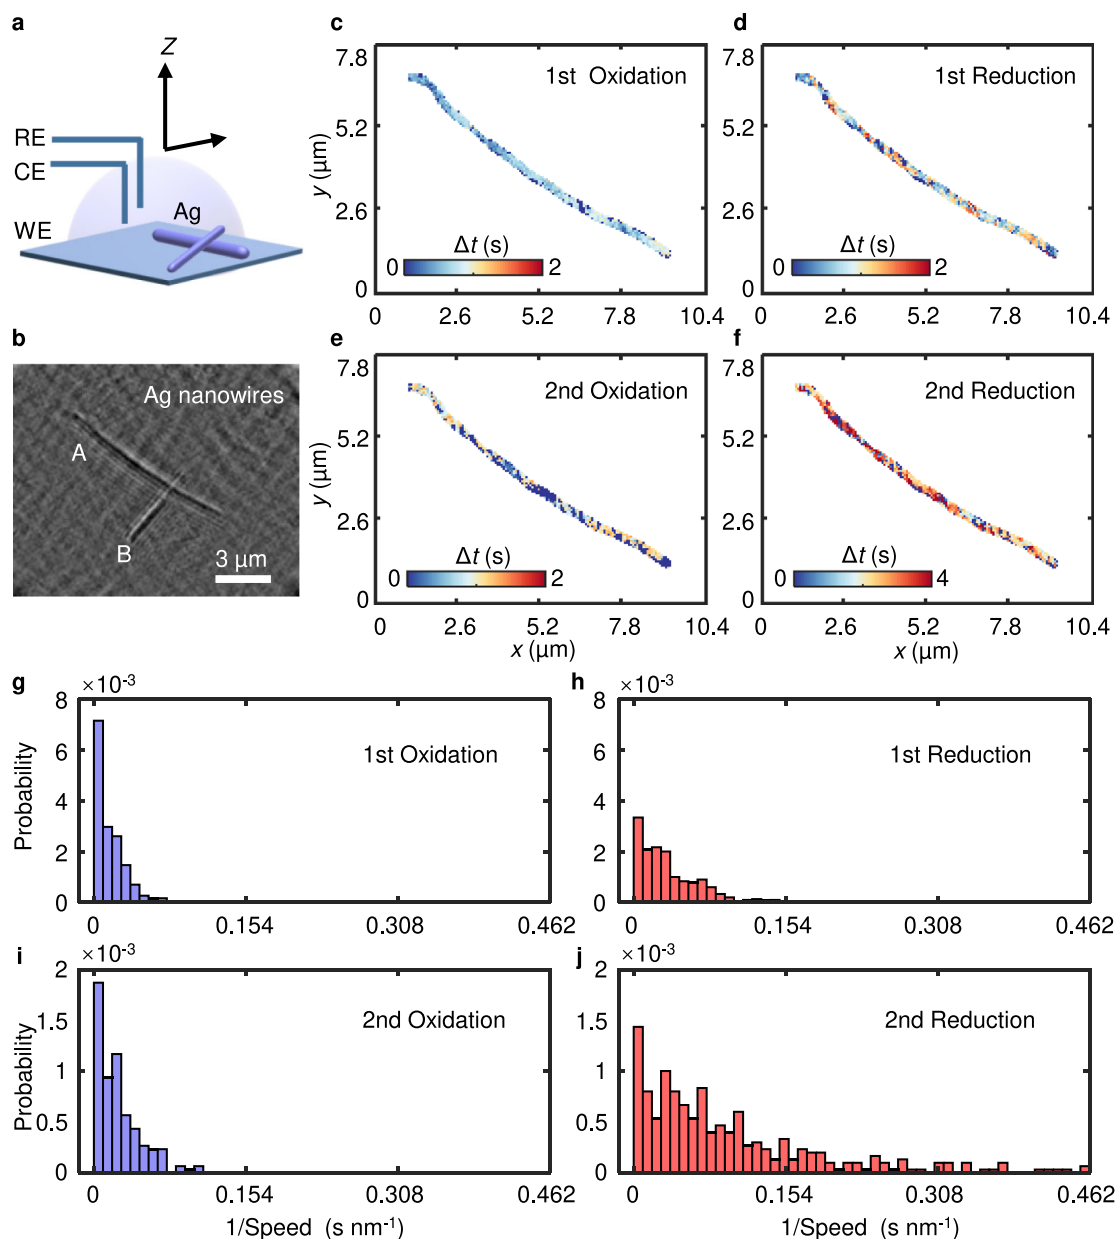 a
Z
RE
CE
Ag
WE
b
Ag nanowires
A
B
3 µm
c
7.8
1st Oxidation
5.2
y (µm)
2.6
Δt (s)
0 2
0
0 2.6 5.2 7.8 10.4
d
7.8
1st Reduction
5.2
2.6
Δt (s)
0 2
0
0 2.6 5.2 7.8 10.4
e
7.8
2nd Oxidation
5.2
y (µm)
2.6
Δt (s)
0 2
0
0 2.6 5.2 7.8 10.4
x (µm)
f
7.8
2nd Reduction
5.2
2.6
Δt (s)
0 4
0
0 2.6 5.2 7.8 10.4
x (µm)
g
×10⁻³
8
1st Oxidation
6
Probability
4
2
0
0 0.154 0.308 0.462
h
×10⁻³
8
1st Reduction
6
4
2
0
0 0.154 0.308 0.462
i
×10⁻³
2
2nd Oxidation
1.5
Probability
1
0.5
0
0 0.154 0.308 0.462
1/Speed (s nm⁻¹)
j
×10⁻³
2
2nd Reduction
1.5
1
0.5
0
0 0.154 0.308 0.462
1/Speed (s nm⁻¹)